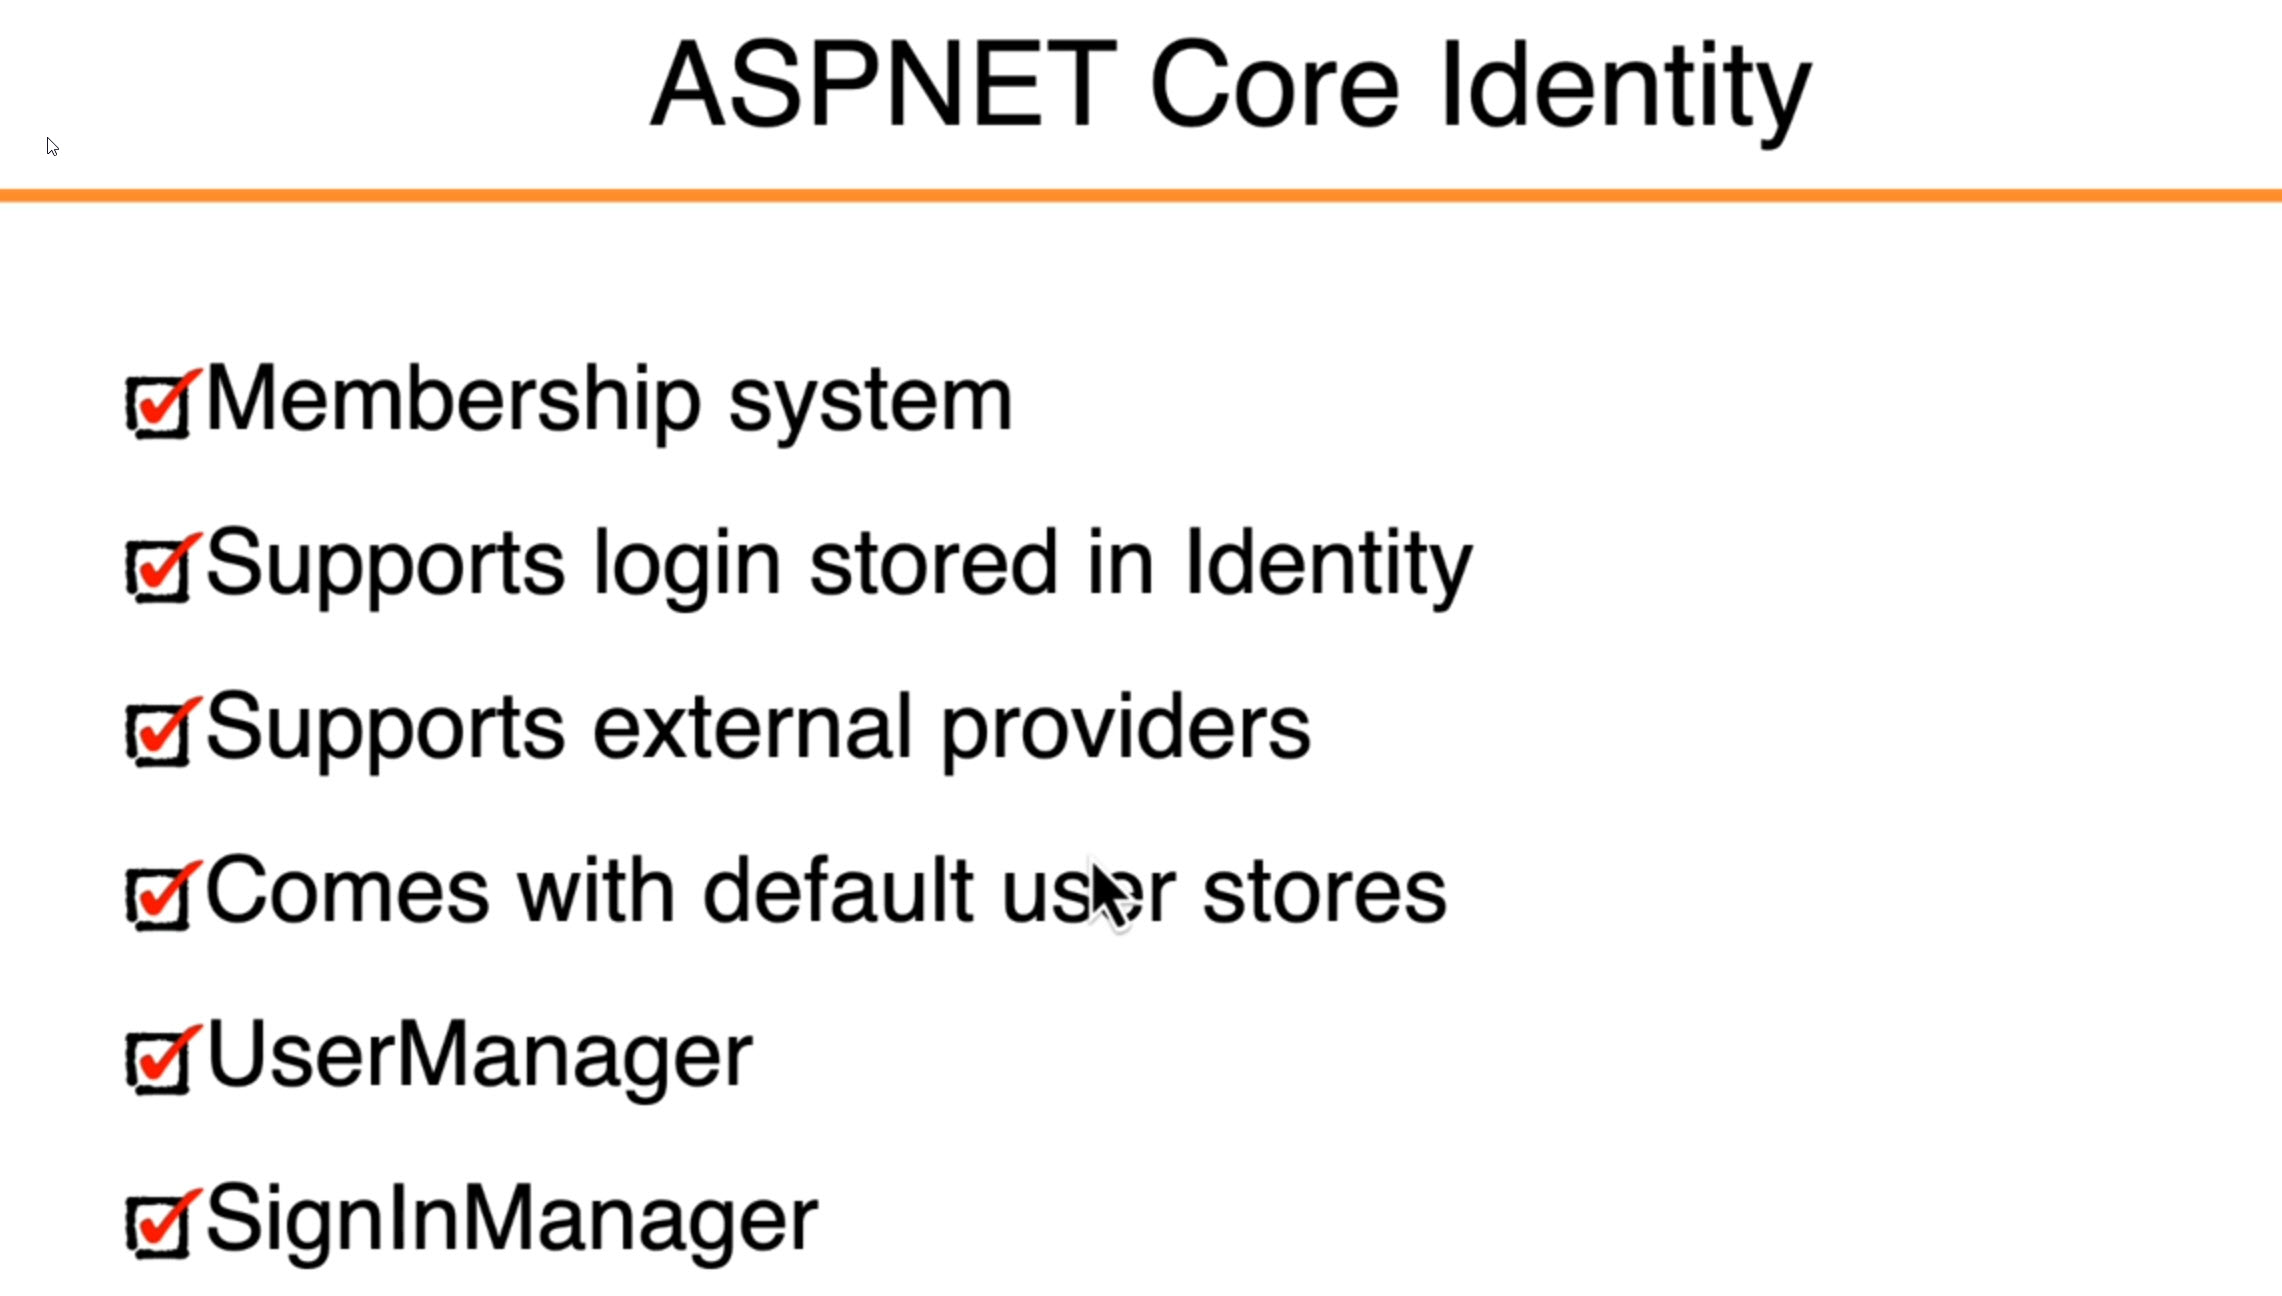 ASPNET Core Identity
Membership system
Supports login stored in Identity
Supports external providers
Comes with default user stores
UserManager
SignInManager